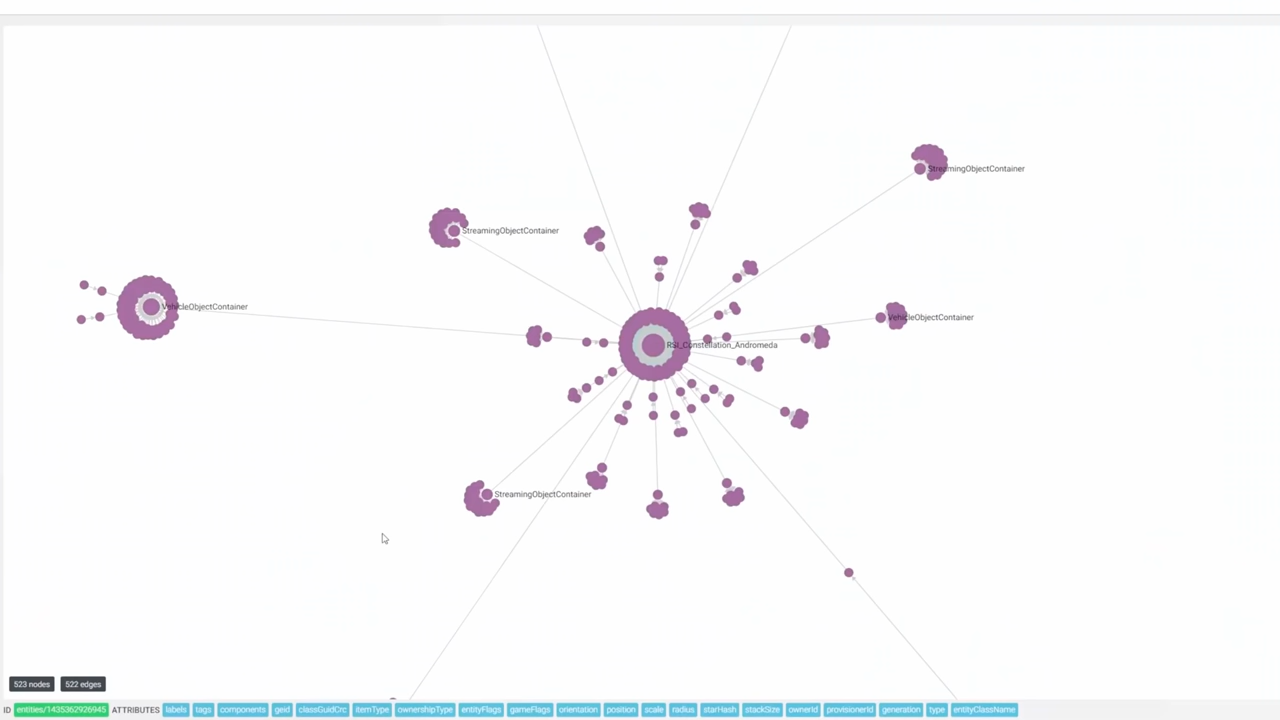 StreamingObjectContainer
StreamingObjectContainer
VehicleObjectContainer
VehicleObjectContainer
RSI_Constellation_Andromeda
StreamingObjectContainer
523 nodes 522 edges
ID entities/1435362926945 ATTRIBUTES labels tags components geid classGuidCrc itemType ownershipType entityFlags gameFlags orientation position scale radius starHash stackSize ownerId provisionerId generation type entityClassName